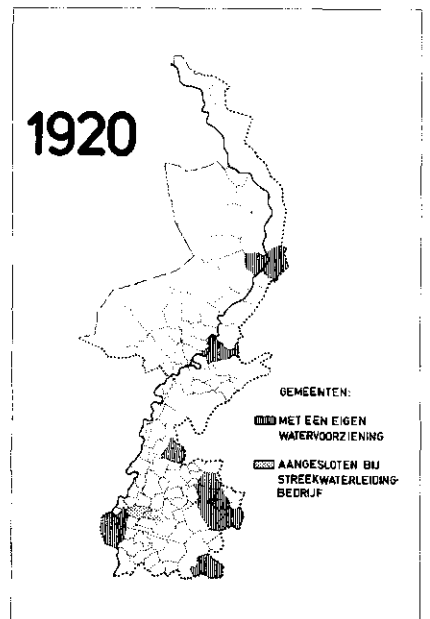 1920
GEMEENTEN:
MET EEN EIGEN
WATERVOORZIENING
AANGESLOTEN BIJ
STREEKWATERLEIDING-
BEDRIJF